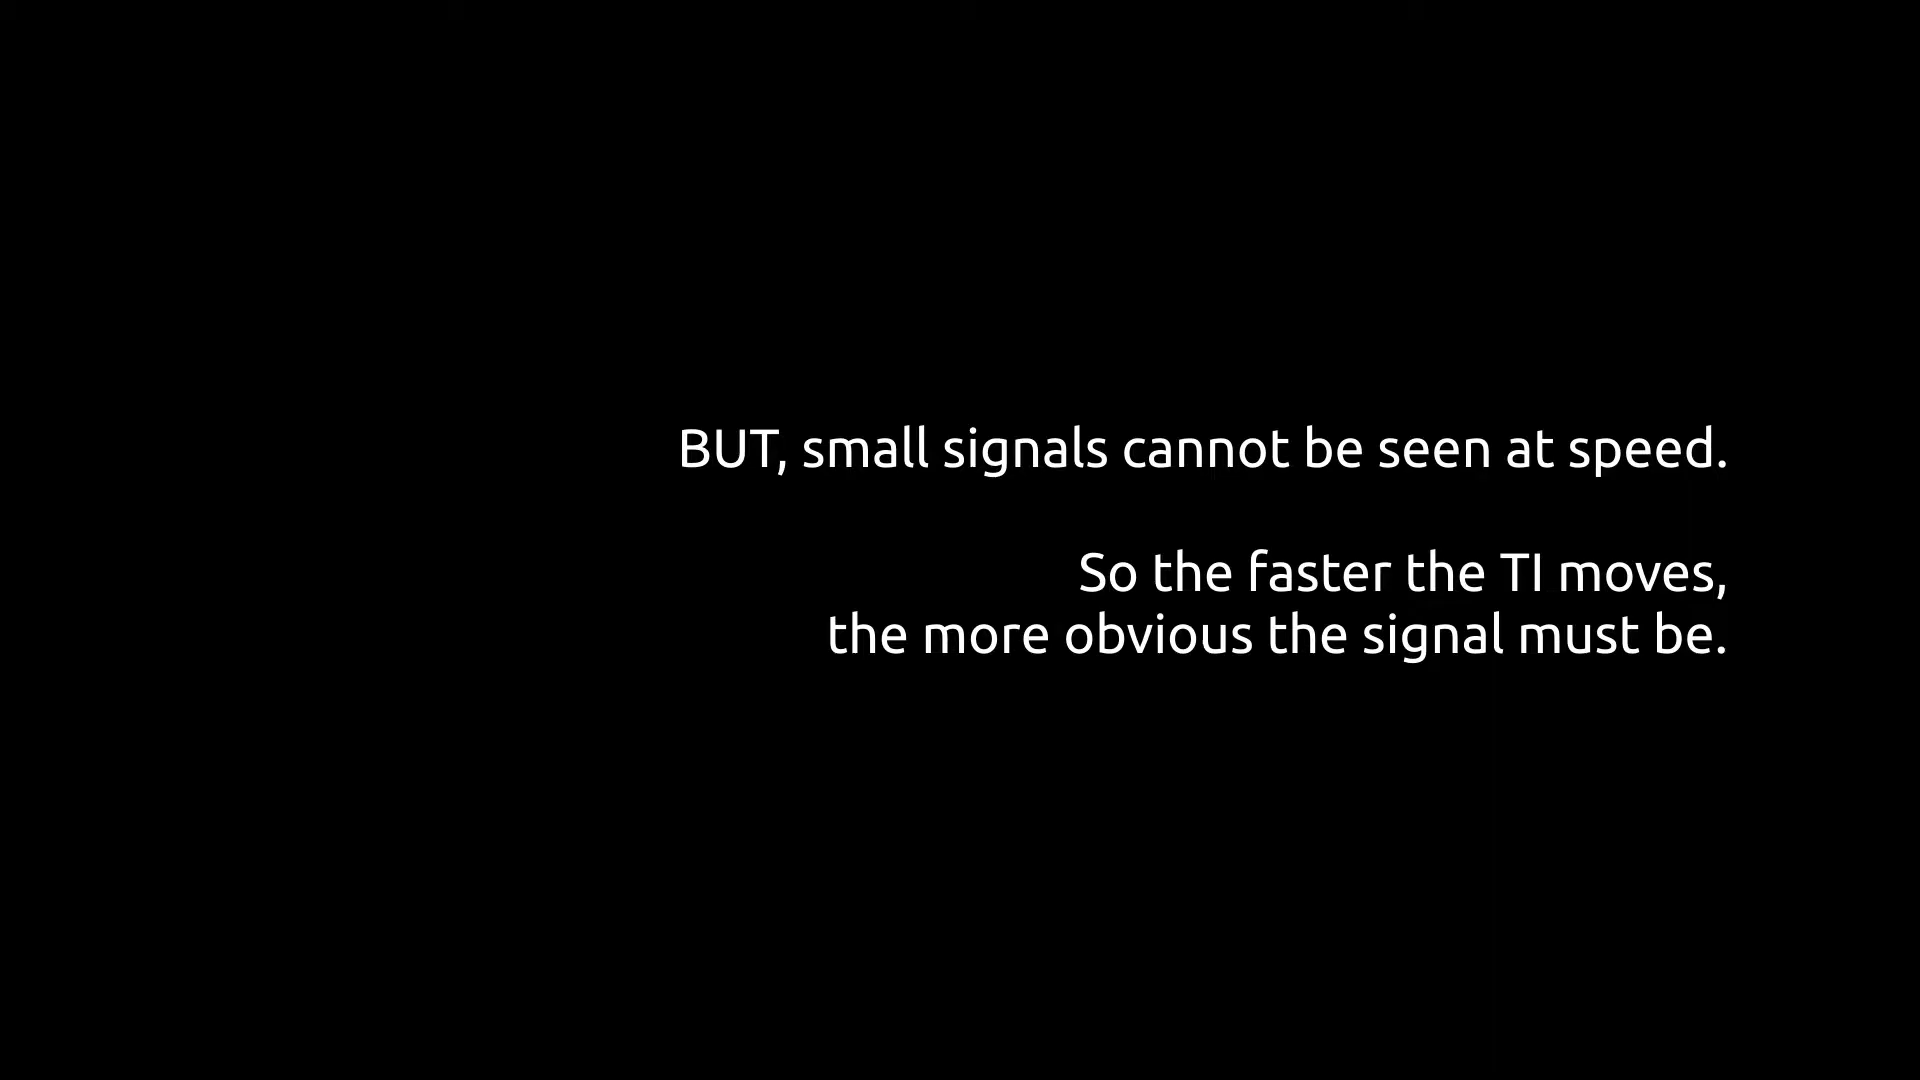 BUT, small signals cannot be seen at speed.
So the faster the TI moves,
the more obvious the signal must be.